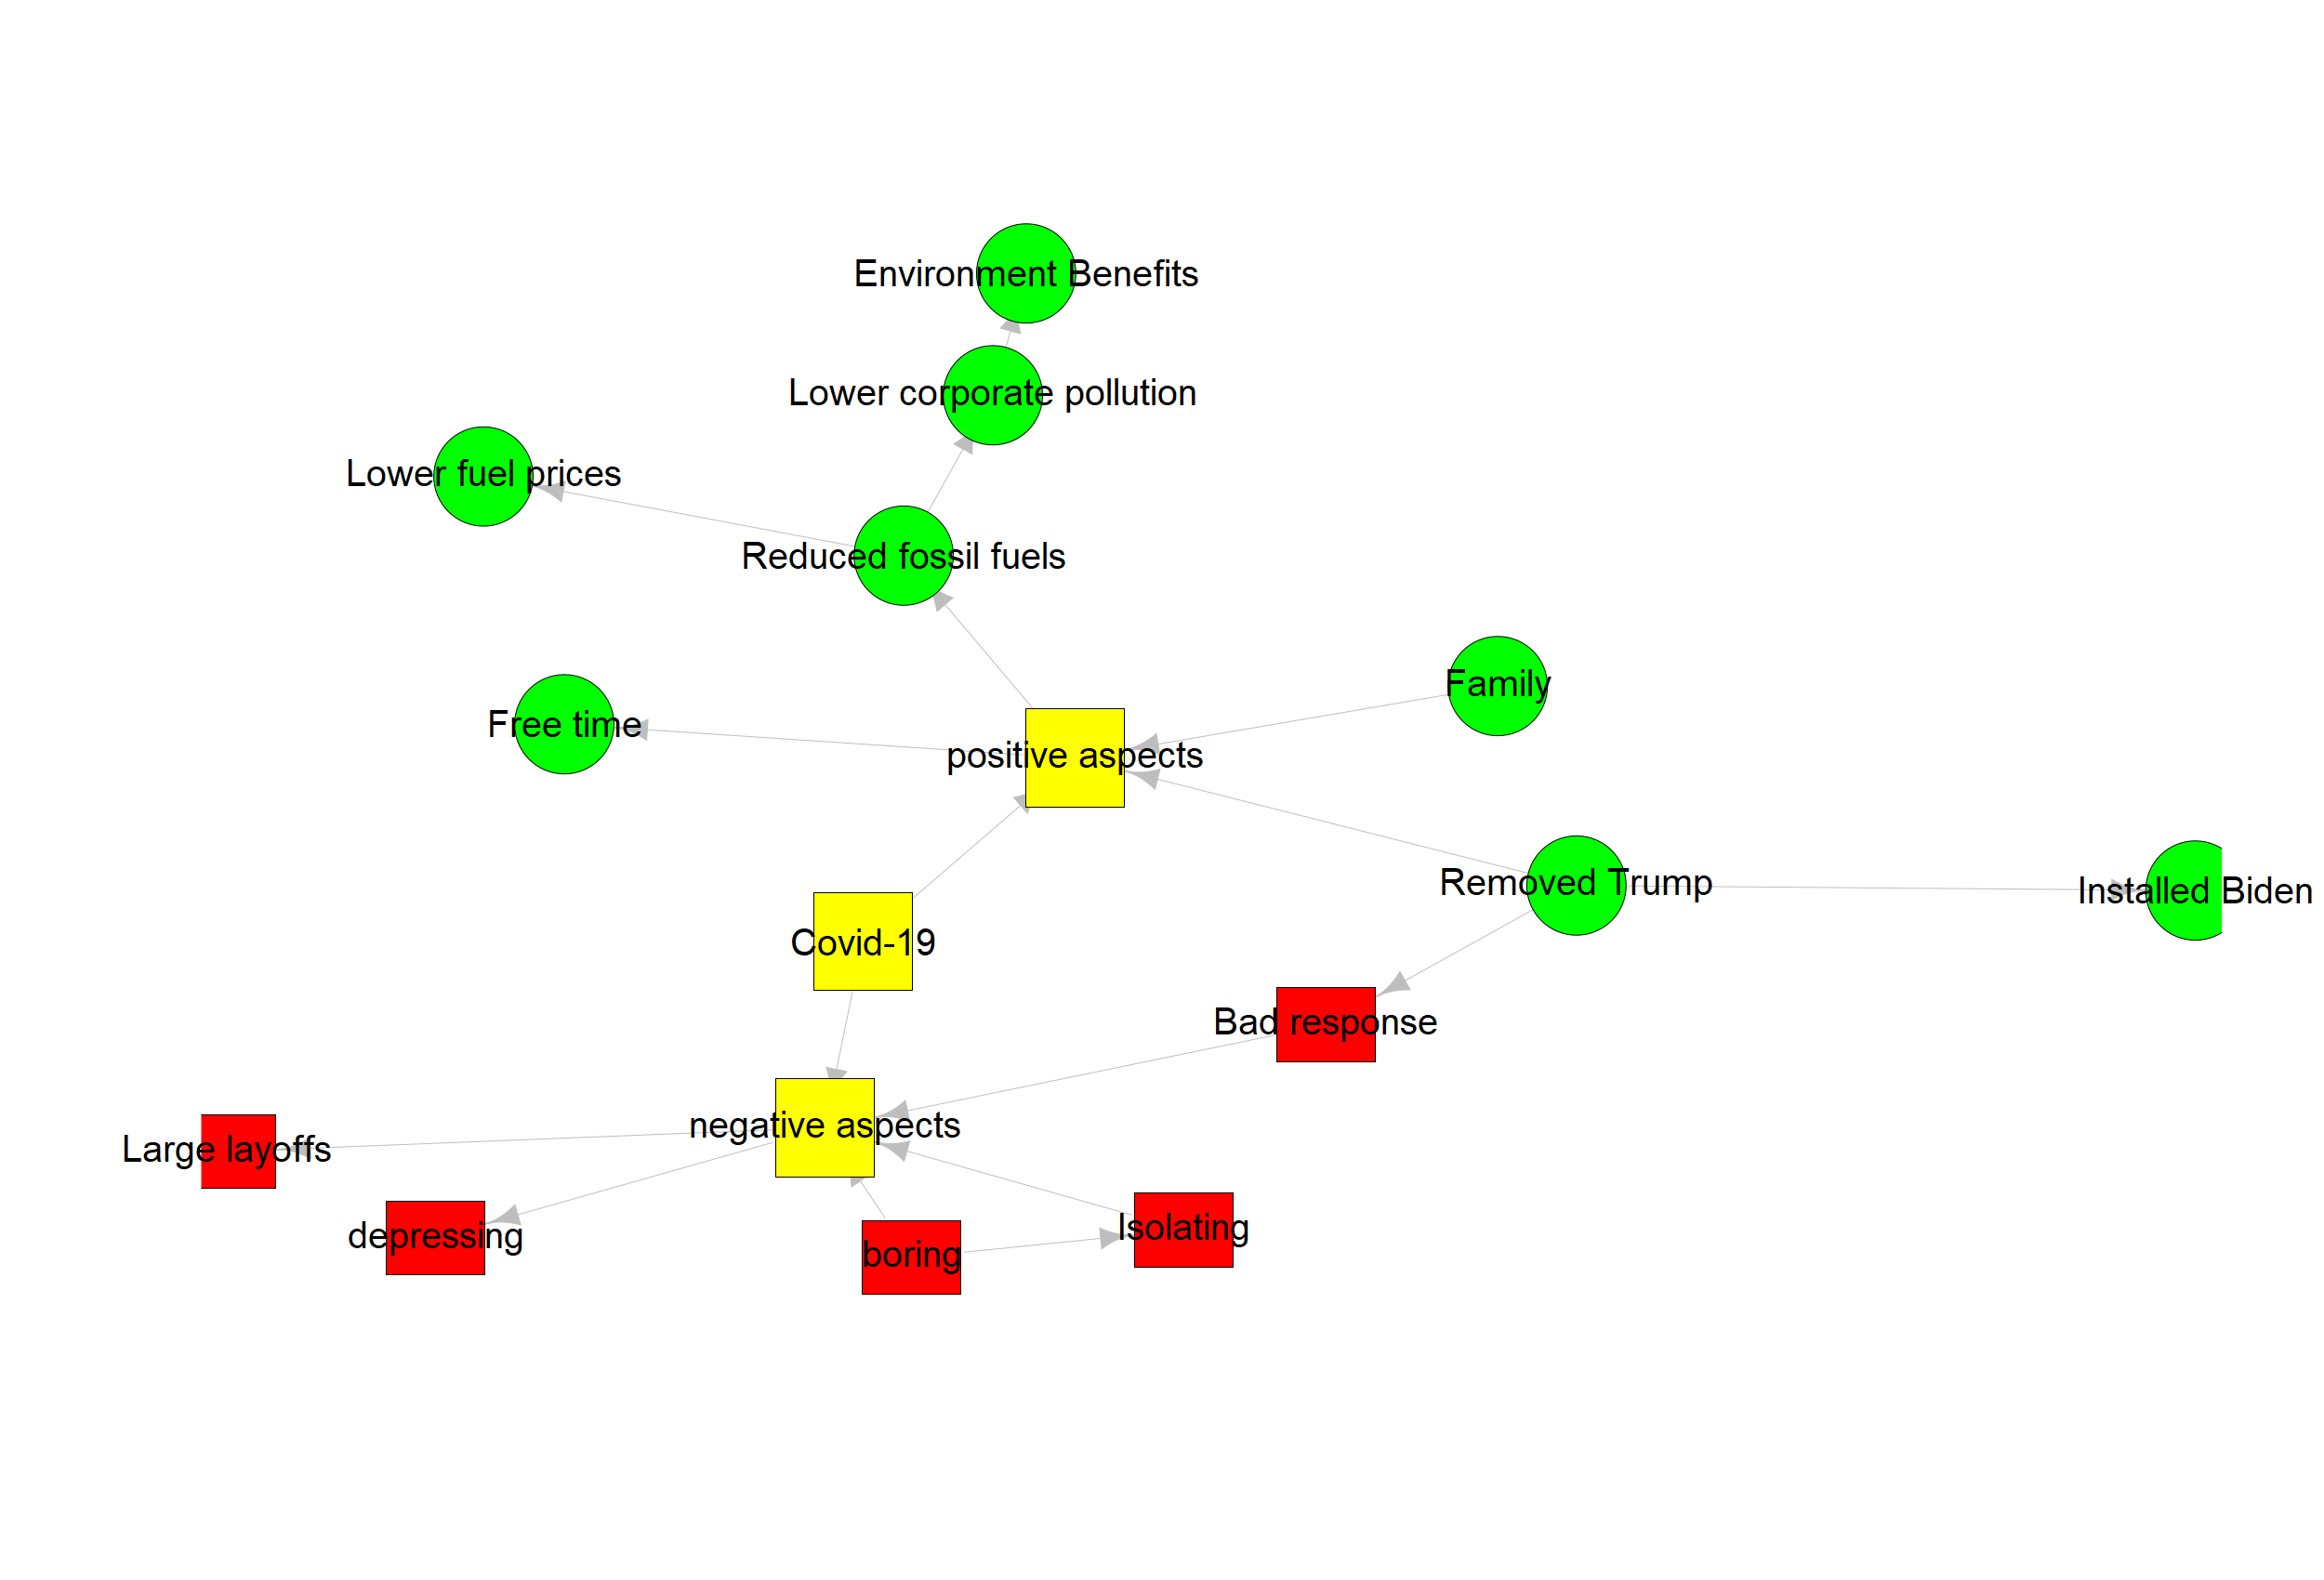 Environment Benefits
Lower corporate pollution
Lower fuel prices
Reduced fossil fuels
Family
Free time
positive aspects
Removed Trump
Installed Biden
Covid-19
Bad response
negative aspects
Large layoffs
Isolating
depressing
boring